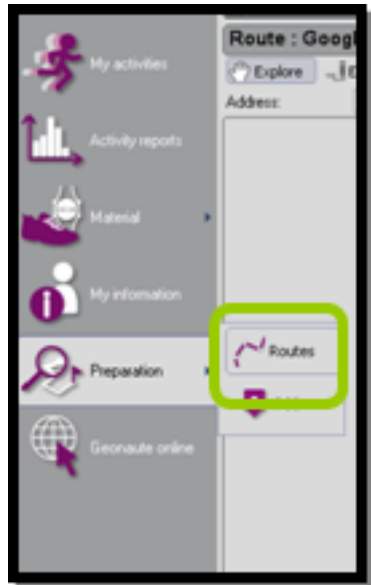 Route : Googl
Explore
Address:
My activities
Activity reports
Material
My information
Preparation
Routes
Geonaute online